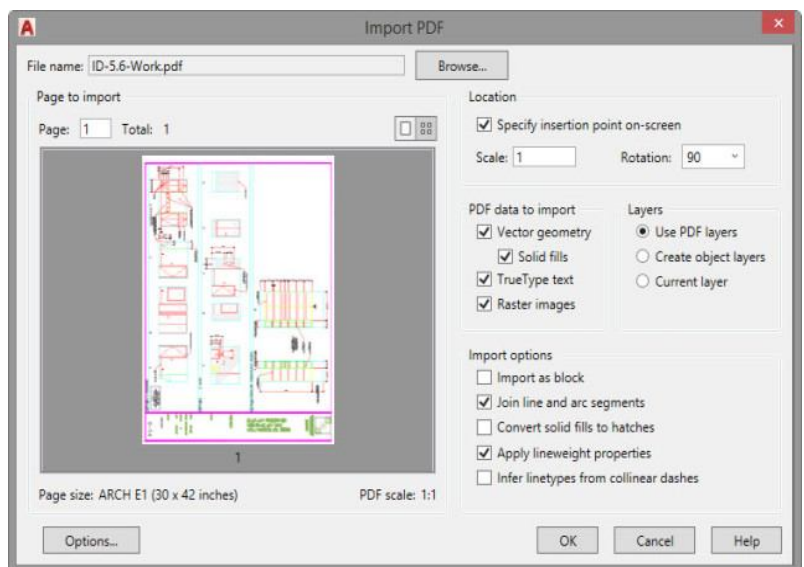 Import PDF
File name: ID-5.6-Work.pdf Browse...
Page to import
Page: 1 Total: 1
1
Page size: ARCH E1 (30 x 42 inches) PDF scale: 1:1
Location
Specify insertion point on-screen
Scale: 1 Rotation: 90
PDF data to import
Vector geometry
Solid fills
TrueType text
Raster images
Layers
Use PDF layers
Create object layers
Current layer
Import options
Import as block
Join line and arc segments
Convert solid fills to hatches
Apply lineweight properties
Infer linetypes from collinear dashes
Options... OK Cancel Help